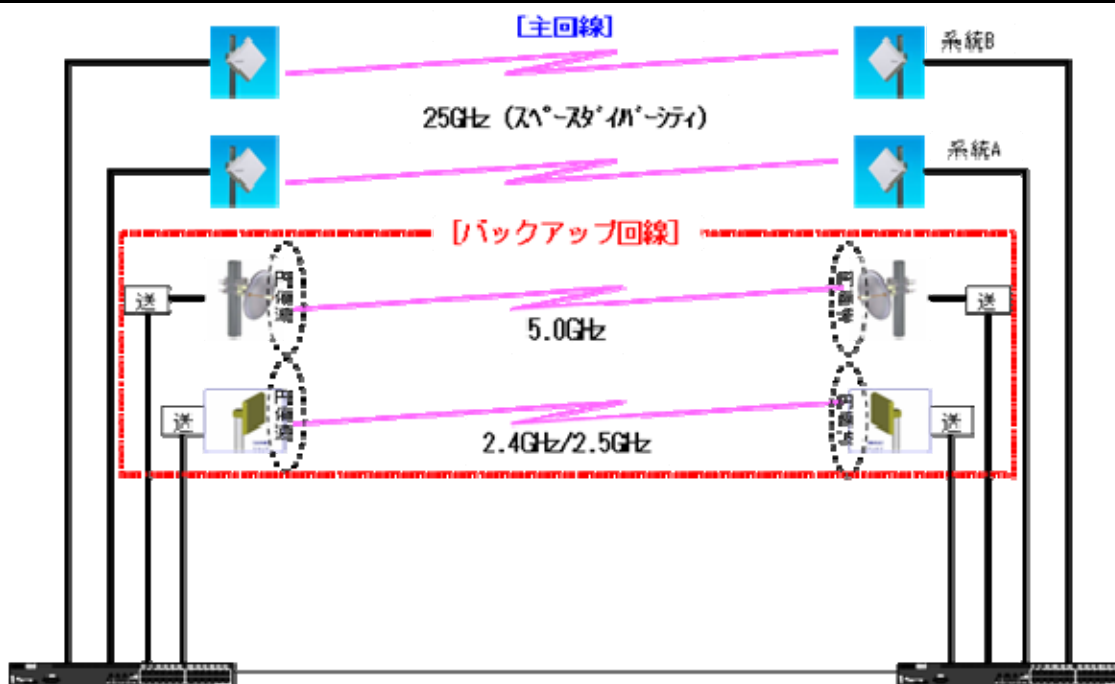 [主回線]
系統B
25GHz (スペースダイバーシティ)
系統A
[バックアップ回線]
送
円偏波
円偏波
送
5.0GHz
送
円偏波
円偏波
送
2.4GHz/2.5GHz